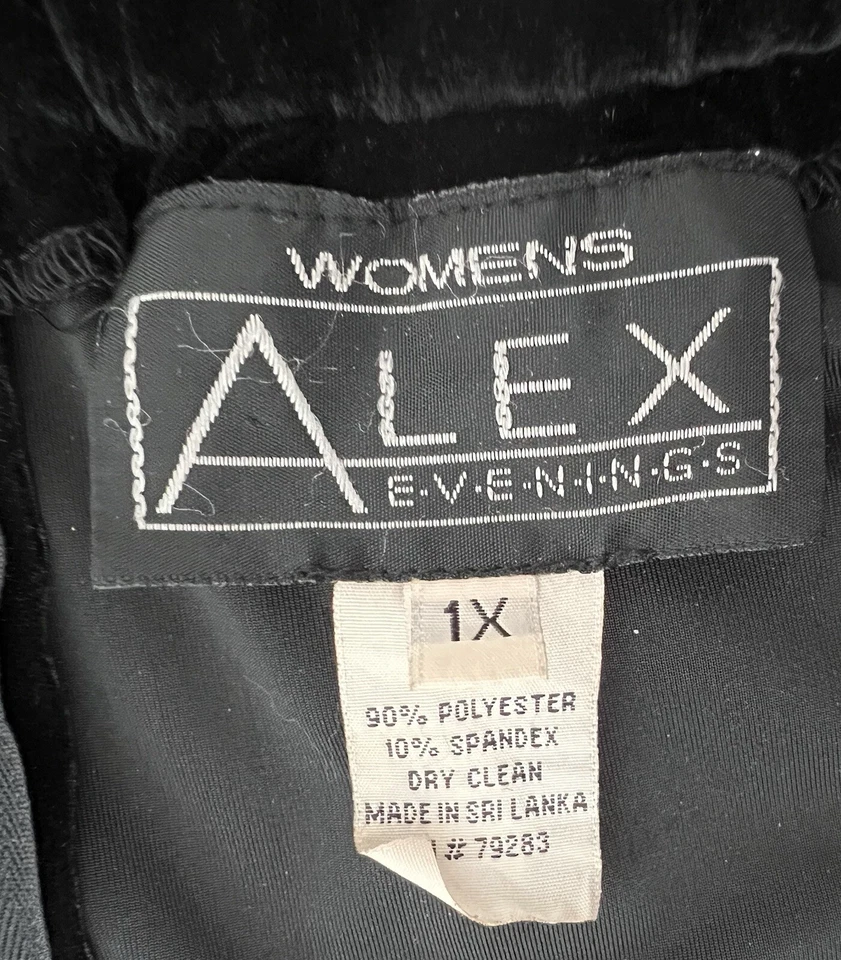 WOMENS
ALEX
E·V·E·N·I·N·G·S
1X
90% POLYESTER
10% SPANDEX
DRY CLEAN
MADE IN SRI LANKA
# 79283